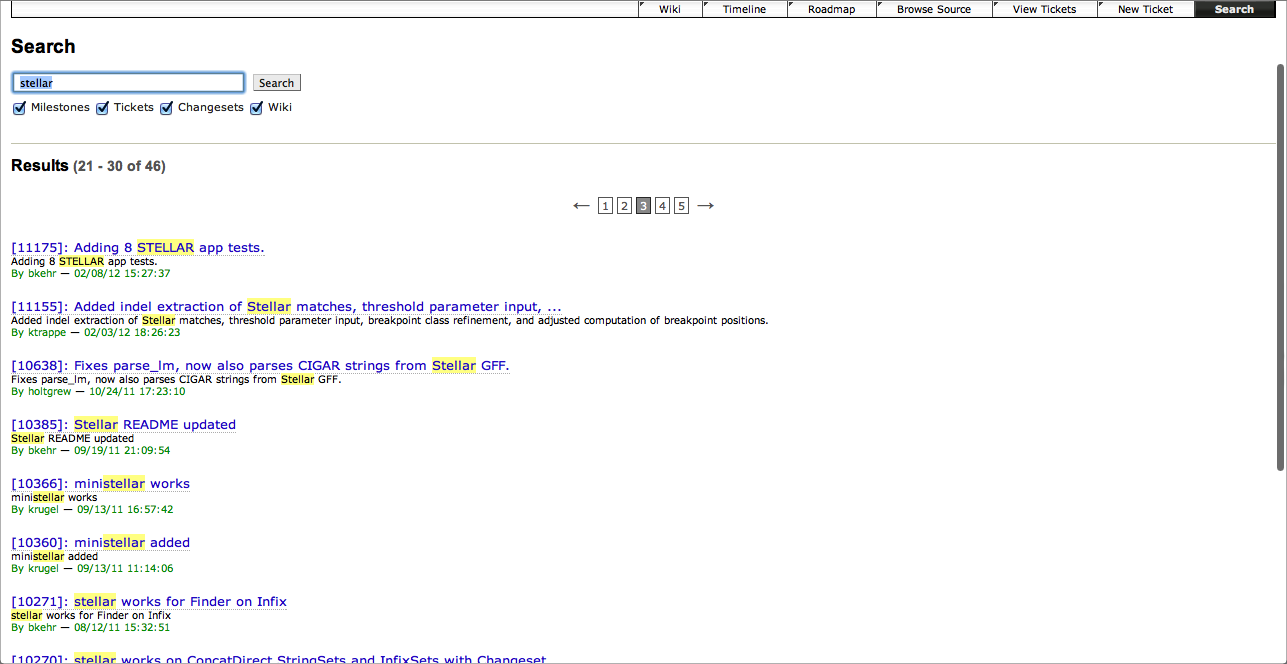 Wiki Timeline Roadmap Browse Source View Tickets New Ticket Search
Search
stellar Search
Milestones Tickets Changesets Wiki
Results (21 - 30 of 46)
← 1 2 3 4 5 →
[11175]: Adding 8 STELLAR app tests.
Adding 8 STELLAR app tests.
By bkehr — 02/08/12 15:27:37
[11155]: Added indel extraction of Stellar matches, threshold parameter input, ...
Added indel extraction of Stellar matches, threshold parameter input, breakpoint class refinement, and adjusted computation of breakpoint positions.
By ktrappe — 02/03/12 18:26:23
[10638]: Fixes parse_lm, now also parses CIGAR strings from Stellar GFF.
Fixes parse_lm, now also parses CIGAR strings from Stellar GFF.
By holtgrew — 10/24/11 17:23:10
[10385]: Stellar README updated
Stellar README updated
By bkehr — 09/19/11 21:09:54
[10366]: ministellar works
ministellar works
By krugel — 09/13/11 16:57:42
[10360]: ministellar added
ministellar added
By krugel — 09/13/11 11:14:06
[10271]: stellar works for Finder on Infix
stellar works for Finder on Infix
By bkehr — 08/12/11 15:32:51
[10270]: stellar works on ConcatDirect StringSets and InfixSets with Changeset